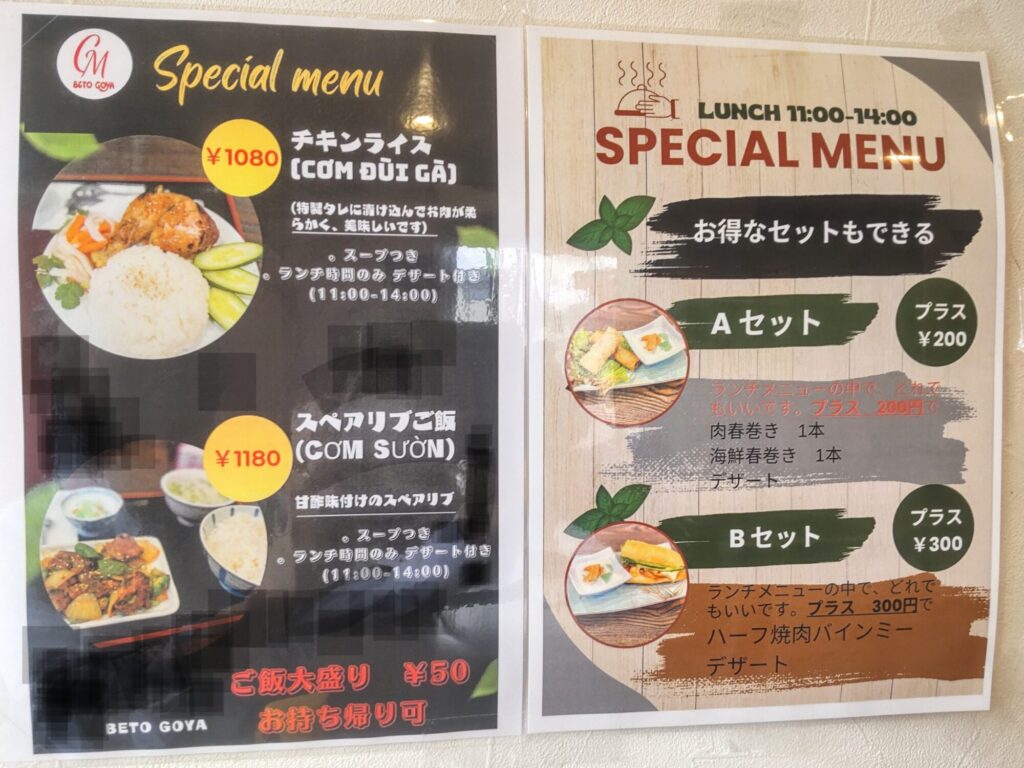 CM
BETO GOYA
Special menu
¥1080
チキンライス
(CƠM ĐÙI GÀ)
(特製タレに漬け込んでお肉が柔
らかく、美味しいです)
。スープつき
。ランチ時間のみ デザート付き
(11:00-14:00)
¥1180
スペアリブご飯
(CƠM SƯỜN)
甘酢味付けのスペアリブ
。スープつき
。ランチ時間のみ デザート付き
(11:00-14:00)
ご飯大盛り ¥50
お持ち帰り可
BETO GOYA
LUNCH 11:00-14:00
SPECIAL MENU
お得なセットもできる
Aセット
プラス
¥200
ランチメニューの中で、どれで
もいいです。プラス 200円で
肉春巻き 1本
海鮮春巻き 1本
デザート
Bセット
プラス
¥300
ランチメニューの中で、どれで
もいいです。プラス 300円で
ハーフ焼肉バインミー
デザート